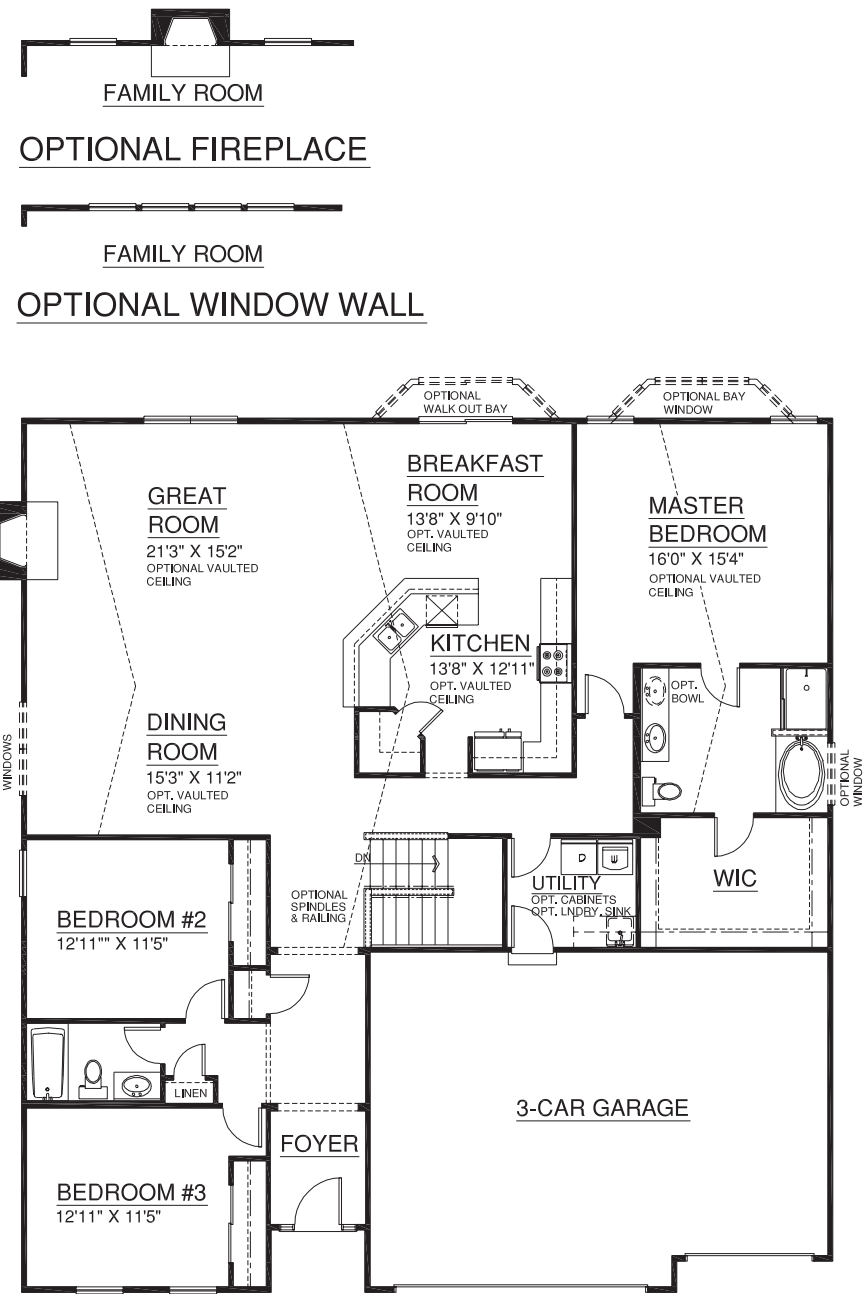 FAMILY ROOM
OPTIONAL FIREPLACE
FAMILY ROOM
OPTIONAL WINDOW WALL
OPTIONAL
WALK OUT BAY
OPTIONAL BAY
WINDOW
GREAT
ROOM
21'3" X 15'2"
OPTIONAL VAULTED
CEILING
BREAKFAST
ROOM
13'8" X 9'10"
OPT. VAULTED
CEILING
MASTER
BEDROOM
16'0" X 15'4"
OPTIONAL VAULTED
CEILING
KITCHEN
13'8" X 12'11"
OPT. VAULTED
CEILING
OPT.
BOWL
DINING
ROOM
15'3" X 11'2"
OPT. VAULTED
CEILING
WINDOWS
OPTIONAL
WINDOW
DN
D
W
UTILITY
OPT. CABINETS
OPT. LNDRY. SINK
WIC
OPTIONAL
SPINDLES
& RAILING
BEDROOM #2
12'11"" X 11'5"
LINEN
3-CAR GARAGE
FOYER
BEDROOM #3
12'11" X 11'5"